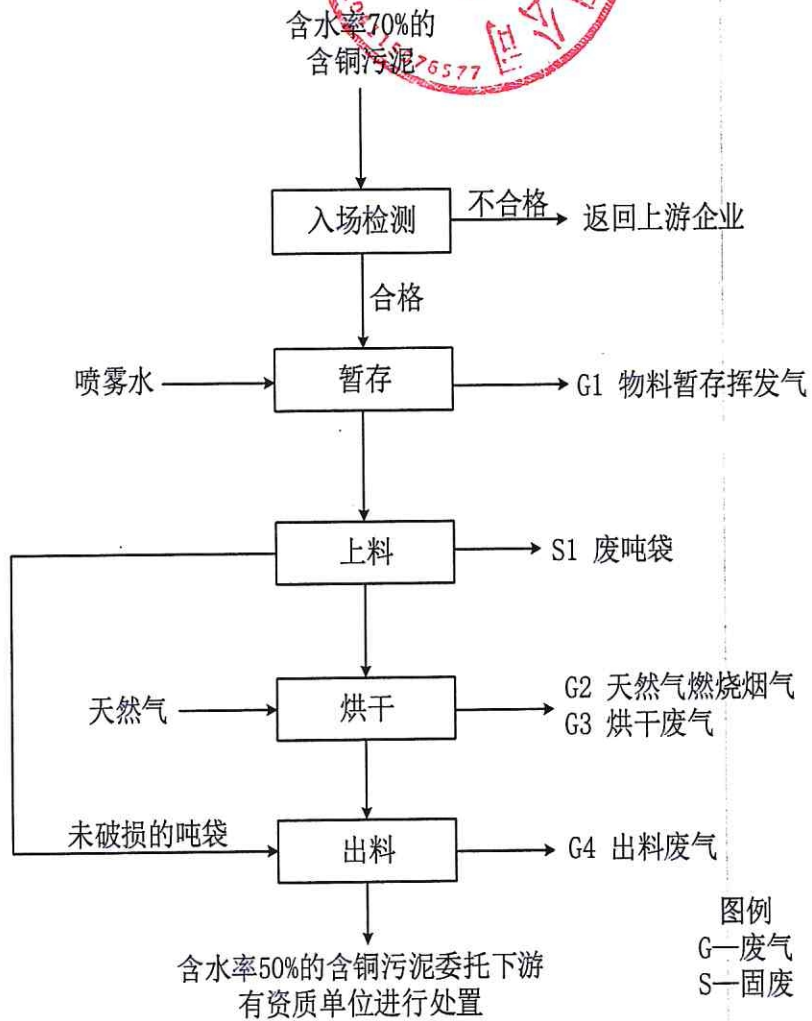 含水率70%的
含铜污泥
76577
公司
入场检测
不合格
返回上游企业
合格
喷雾水
暂存
G1 物料暂存挥发气
上料
S1 废吨袋
天然气
烘干
G2 天然气燃烧烟气
G3 烘干废气
未破损的吨袋
出料
G4 出料废气
含水率50%的含铜污泥委托下游
有资质单位进行处置
图例
G—废气
S—固废